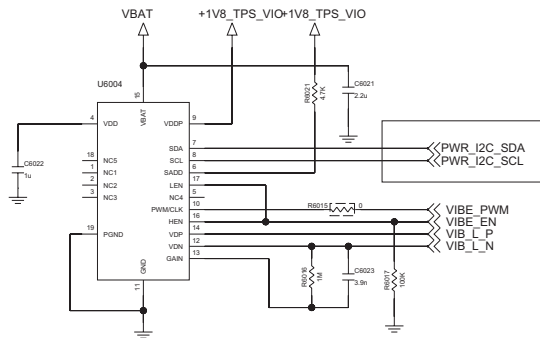 VBAT
+1V8_TPS_VIO
+1V8_TPS_VIO
U6004
C6021
2.2u
R6021
4.7K
15
VBAT
4
VDD
VDDP
9
C6022
1u
18
NC5
1
NC1
2
NC2
3
NC3
19
PGND
SDA
7
SCL
8
SADD
6
LEN
17
NC4
5
PWM/CLK
10
HEN
16
VDP
14
VDN
12
GAIN
13
GND
11
PWR_I2C_SDA
PWR_I2C_SCL
R6015
0
VIBE_PWM
VIBE_EN
VIB_L_P
VIB_L_N
R6016
1M
C6023
3.9n
R6017
100K